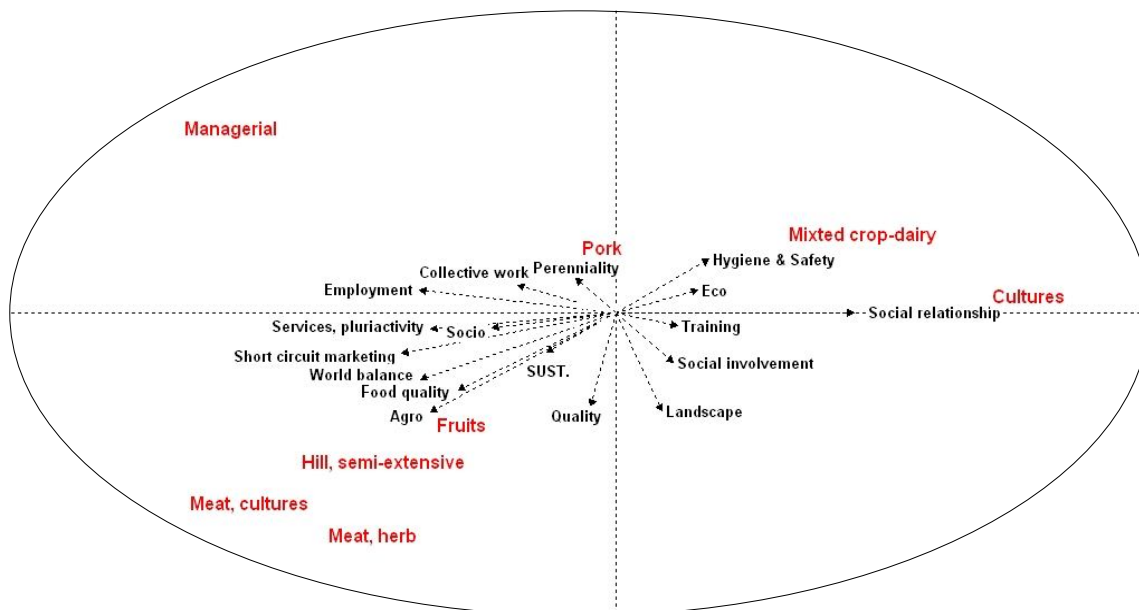 Managerial
Mixted crop-dairy
Pork
Hygiene & Safety
Perenniality
Collective work
Employment
Eco
Cultures
Social relationship
Services, pluriactivity
Socio
Training
Short circuit marketing
Social involvement
World balance
SUST.
Food quality
Agro
Fruits
Quality
Landscape
Hill, semi-extensive
Meat, cultures
Meat, herb